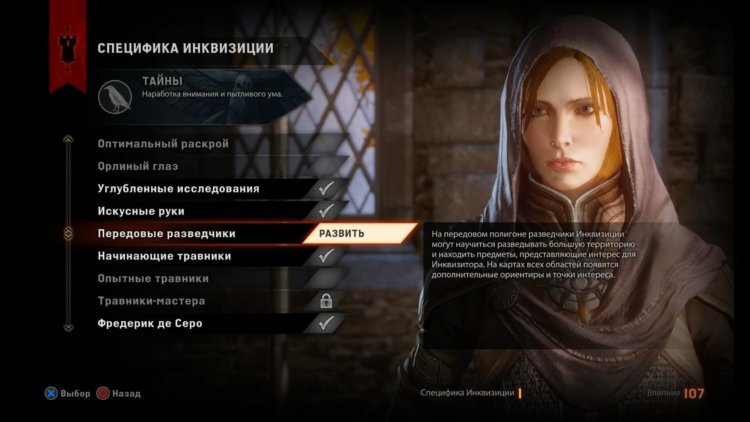 СПЕЦИФИКА ИНКВИЗИЦИИ
ТАЙНЫ
Наработка внимания и пытливого ума.
Оптимальный раскрой
Орлиный глаз
Углубленные исследования
Искусные руки
Передовые разведчики РАЗВИТЬ
Начинающие травники
Опытные травники
Травники-мастера
Фредерик де Серо
На передовом полигоне разведчики Инквизиции
могут научиться разведывать большую территорию
и находить предметы, представляющие интерес для
Инквизитора. На картах всех областей появятся
дополнительные ориентиры и точки интереса.
Выбор Назад
Специфика Инквизиции 1 Влияние 107